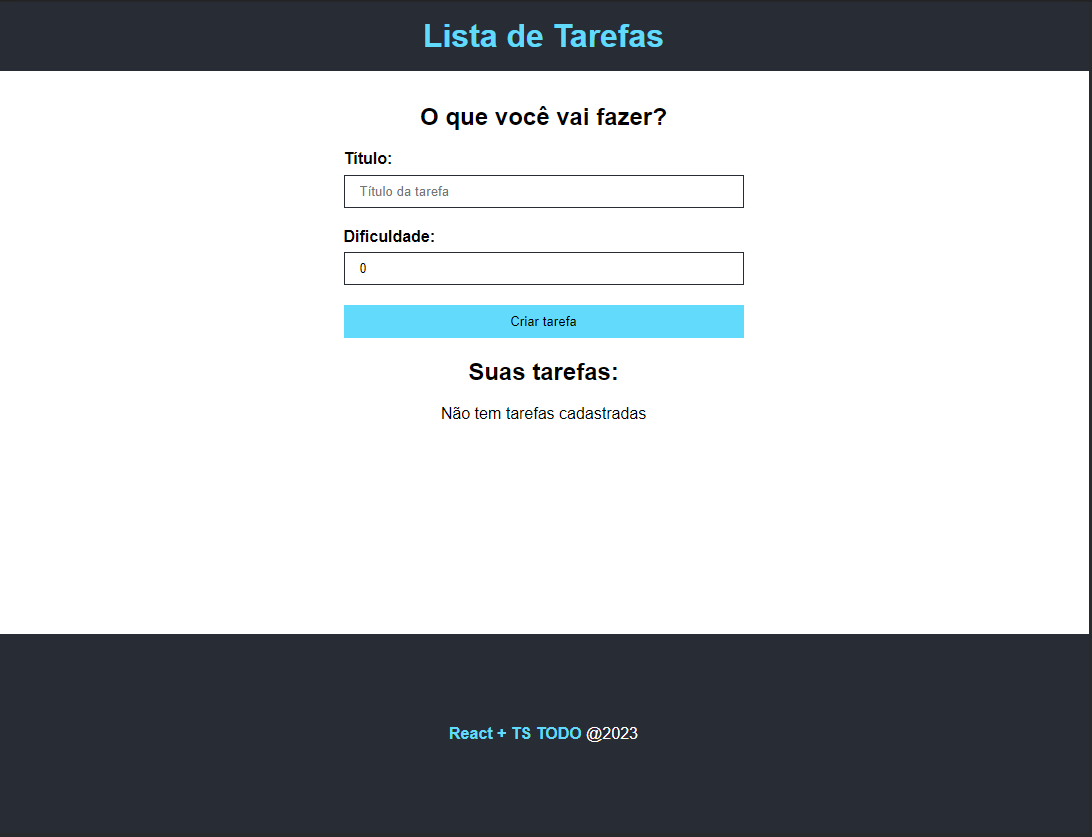 Lista de Tarefas
O que você vai fazer?
Título:
Título da tarefa
Dificuldade:
0
Criar tarefa
Suas tarefas:
Não tem tarefas cadastradas
React + TS TODO @2023